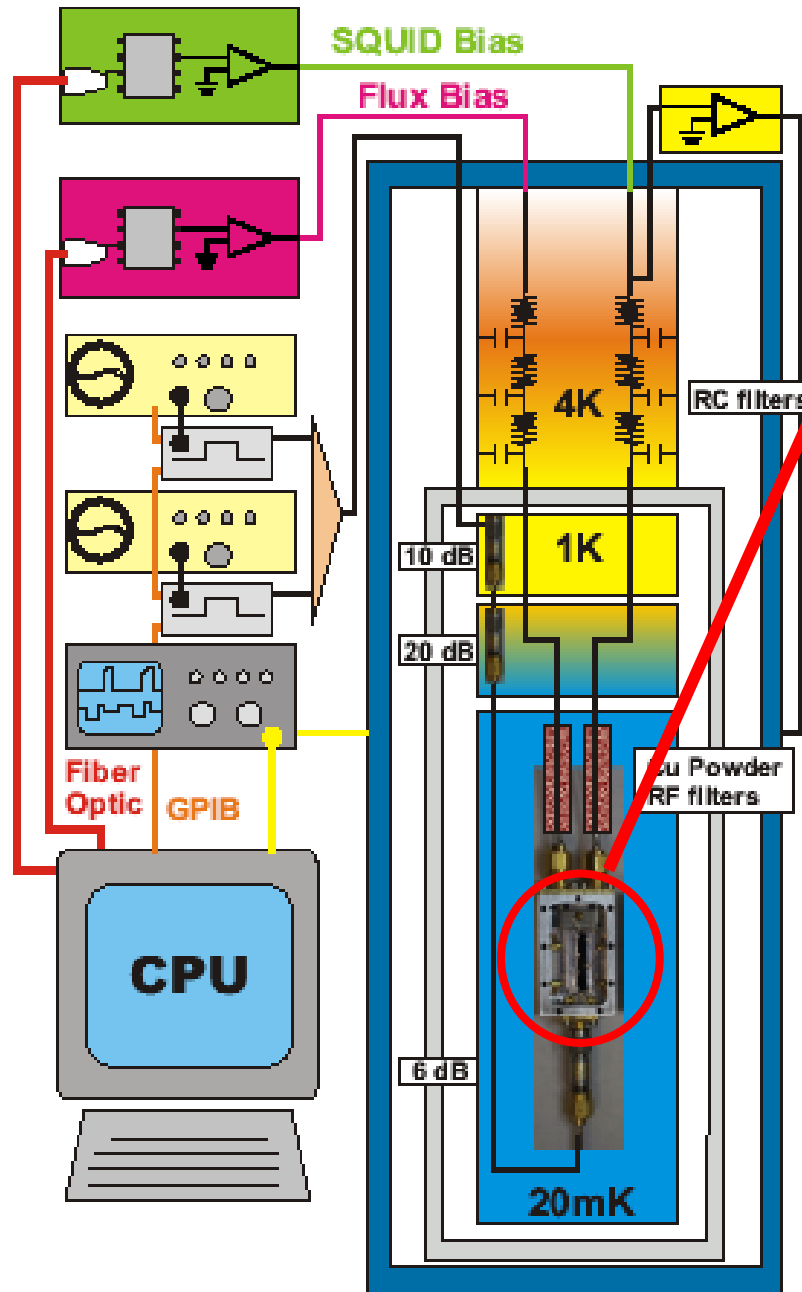 SQUID Bias
Flux Bias
4K
RC filters
10 dB
1K
20 dB
Fiber
Optic
GPIB
Cu Powder
RF filters
CPU
6 dB
20mK